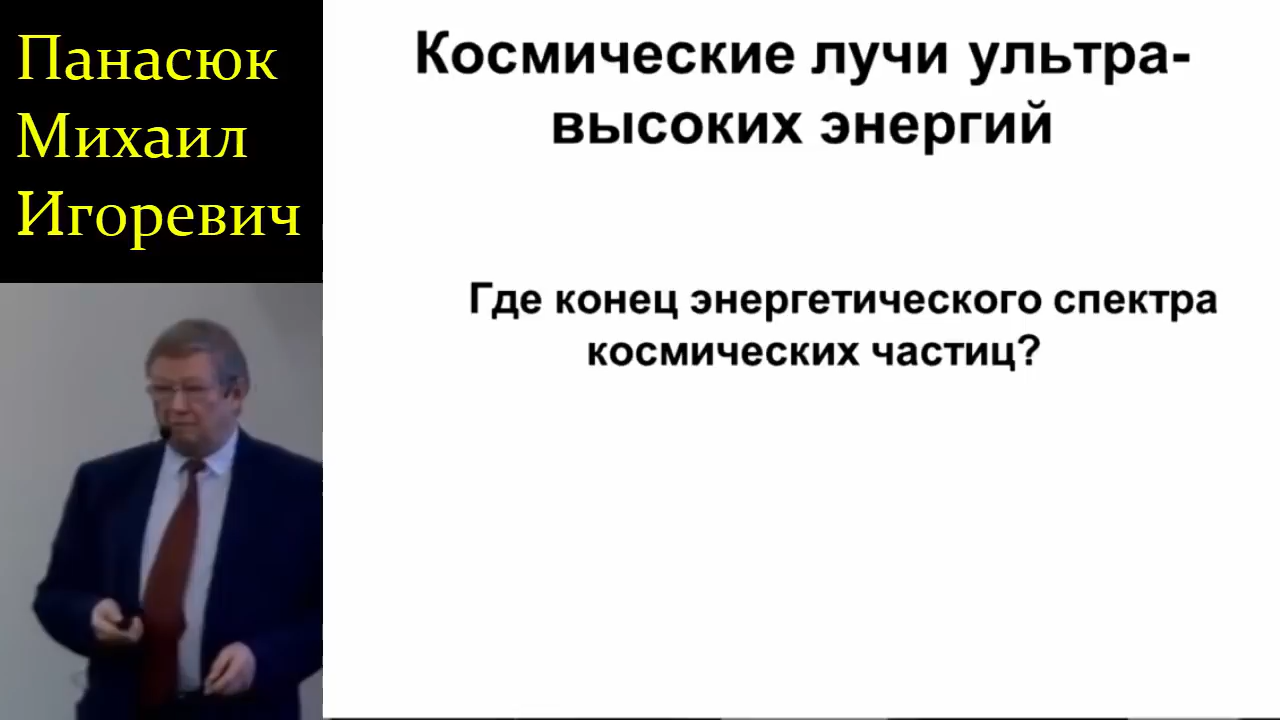 Панасюк
Михаил
Игоревич
Космические лучи ультра-
высоких энергий
Где конец энергетического спектра
космических частиц?